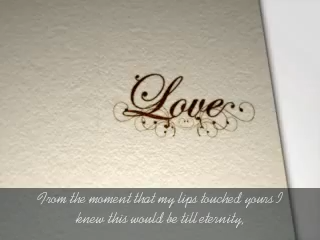 Love
From the moment that my lips touched yours I
knew this would be till eternity,